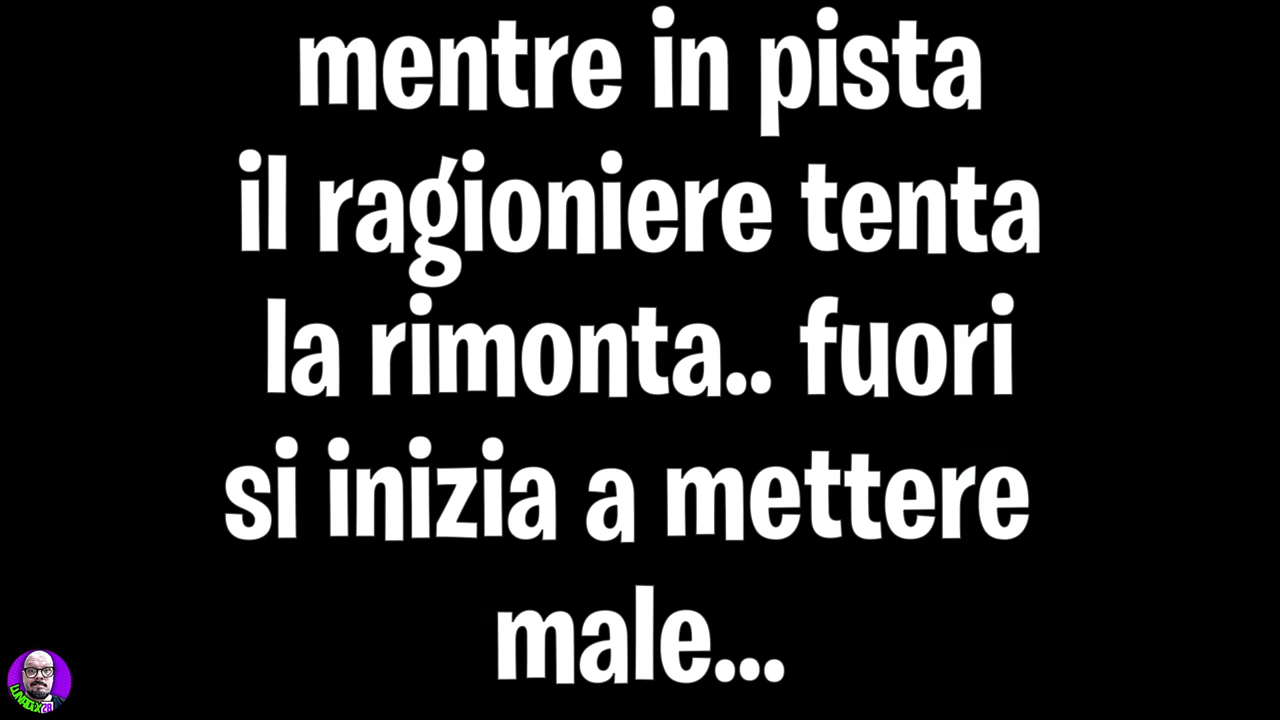 mentre in pista
il ragioniere tenta
la rimonta.. fuori
si inizia a mettere
male...